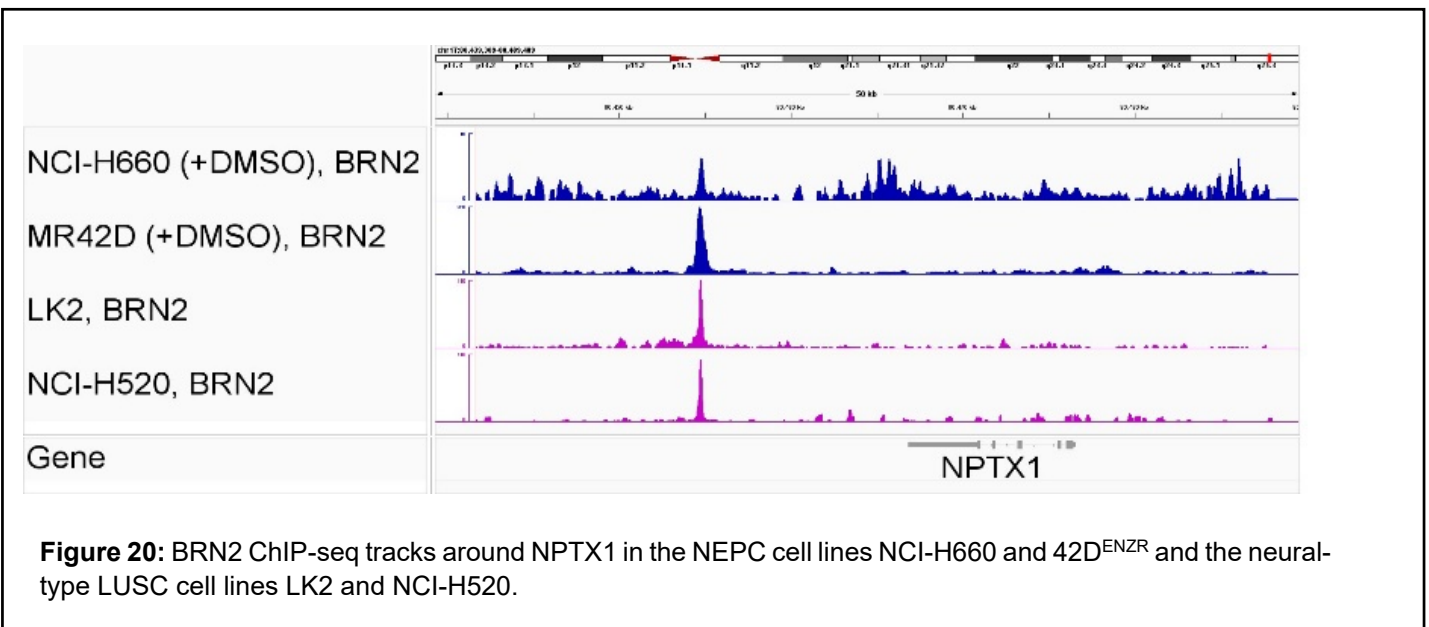 50 kb
NCI-H660 (+DMSO), BRN2
MR42D (+DMSO), BRN2
LK2, BRN2
NCI-H520, BRN2
Gene
NPTX1
Figure 20: BRN2 ChIP-seq tracks around NPTX1 in the NEPC cell lines NCI-H660 and 42D^ENZR and the neural-
type LUSC cell lines LK2 and NCI-H520.